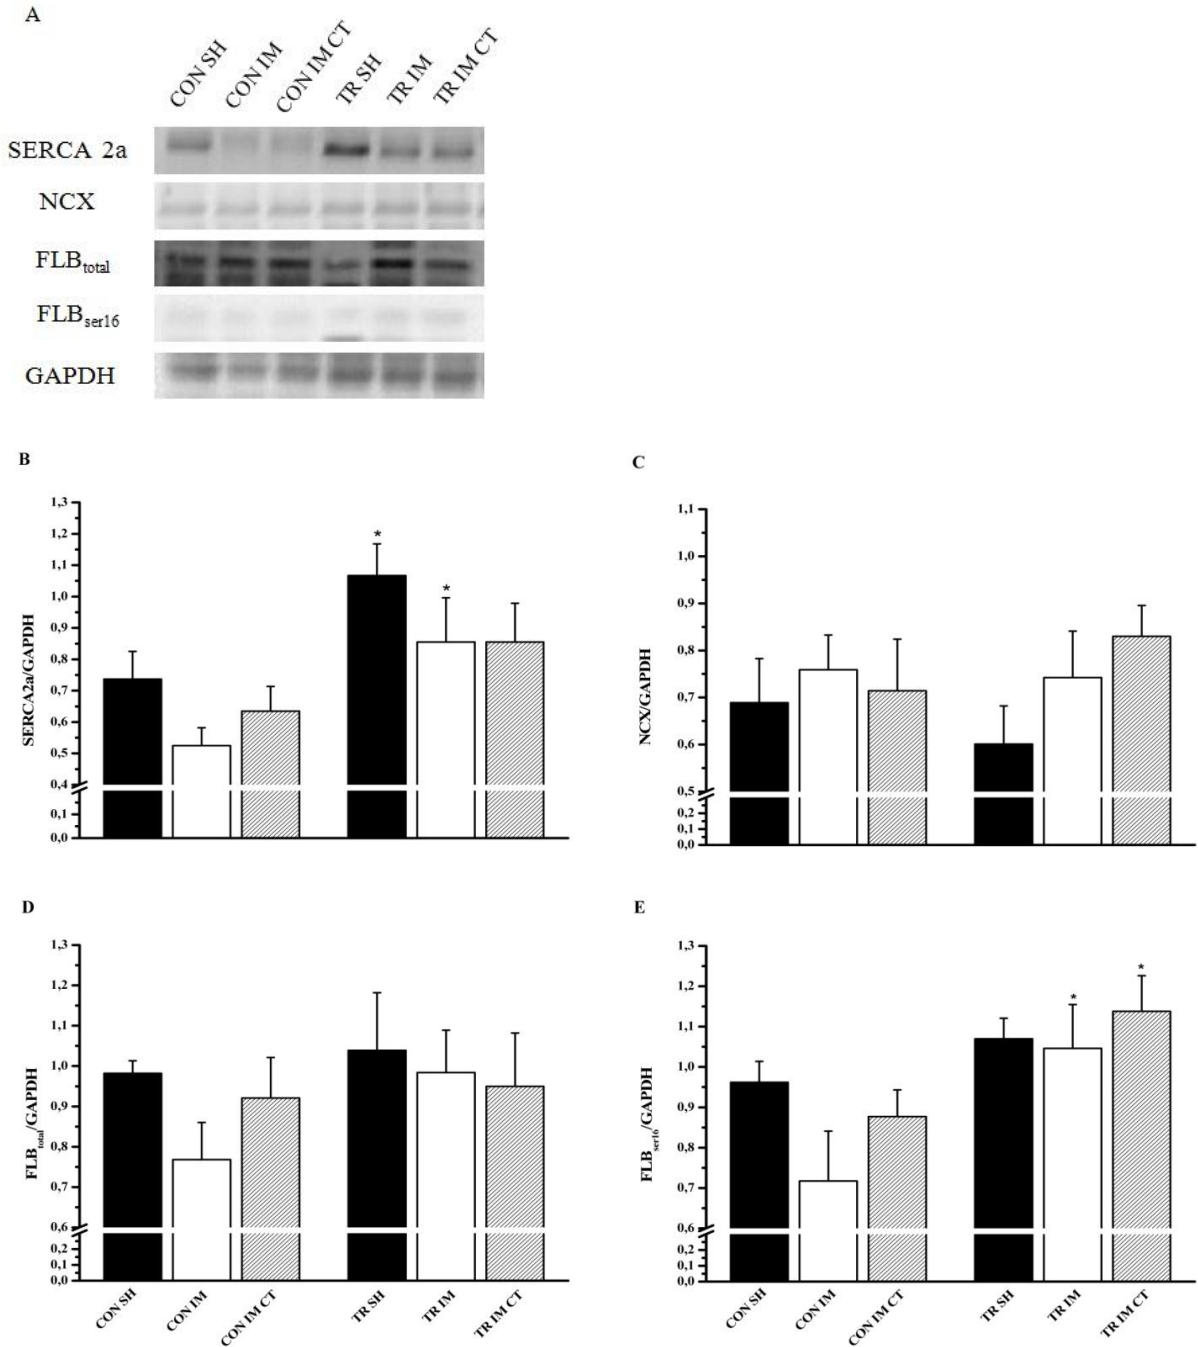 A
CON SH
CON IM
CON IM CT
TR SH
TR IM
TR IM CT
SERCA 2a
NCX
FLBtotal
FLBser16
GAPDH
B
1,3
1,2
1,1
1,0
0,9
0,8
0,7
0,6
0,5
0,4
0,1
0,0
SERCA2a/GAPDH
*
*
C
1,1
1,0
0,9
0,8
0,7
0,6
0,5
0,2
0,1
0,0
NCX/GAPDH
D
1,3
1,2
1,1
1,0
0,9
0,8
0,7
0,6
0,2
0,1
0,0
FLBtotal/GAPDH
CON SH
CON IM
CON IM CT
TR SH
TR IM
TR IM CT
E
1,3
1,2
1,1
1,0
0,9
0,8
0,7
0,6
0,2
0,1
0,0
FLBser16/GAPDH
*
*
CON SH
CON IM
CON IM CT
TR SH
TR IM
TR IM CT